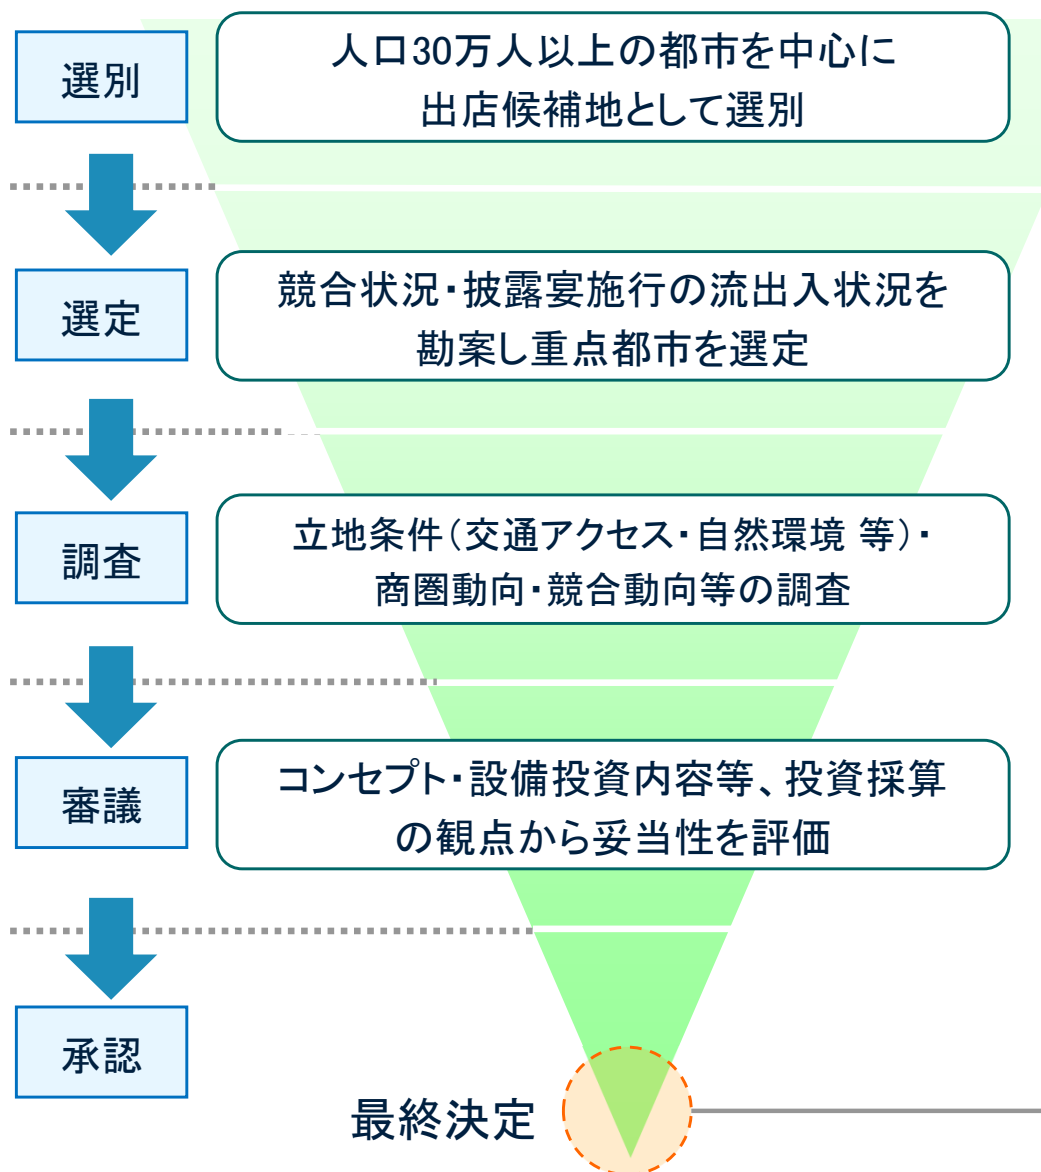 選別
人口30万人以上の都市を中心に
出店候補地として選別
選定
競合状況・披露宴施行の流出入状況を
勘案し重点都市を選定
調査
立地条件（交通アクセス・自然環境 等）・
商圏動向・競合動向等の調査
審議
コンセプト・設備投資内容等、投資採算
の観点から妥当性を評価
承認
最終決定